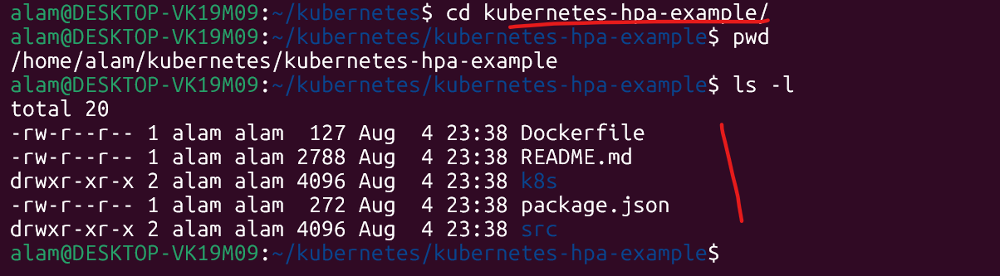 alam@DESKTOP-VK19M09:~/kubernetes$ cd kubernetes-hpa-example/
alam@DESKTOP-VK19M09:~/kubernetes/kubernetes-hpa-example$ pwd
/home/alam/kubernetes/kubernetes-hpa-example
alam@DESKTOP-VK19M09:~/kubernetes/kubernetes-hpa-example$ ls -l
total 20
-rw-r--r-- 1 alam alam  127 Aug  4 23:38 Dockerfile
-rw-r--r-- 1 alam alam 2788 Aug  4 23:38 README.md
drwxr-xr-x 2 alam alam 4096 Aug  4 23:38 k8s
-rw-r--r-- 1 alam alam  272 Aug  4 23:38 package.json
drwxr-xr-x 2 alam alam 4096 Aug  4 23:38 src
alam@DESKTOP-VK19M09:~/kubernetes/kubernetes-hpa-example$